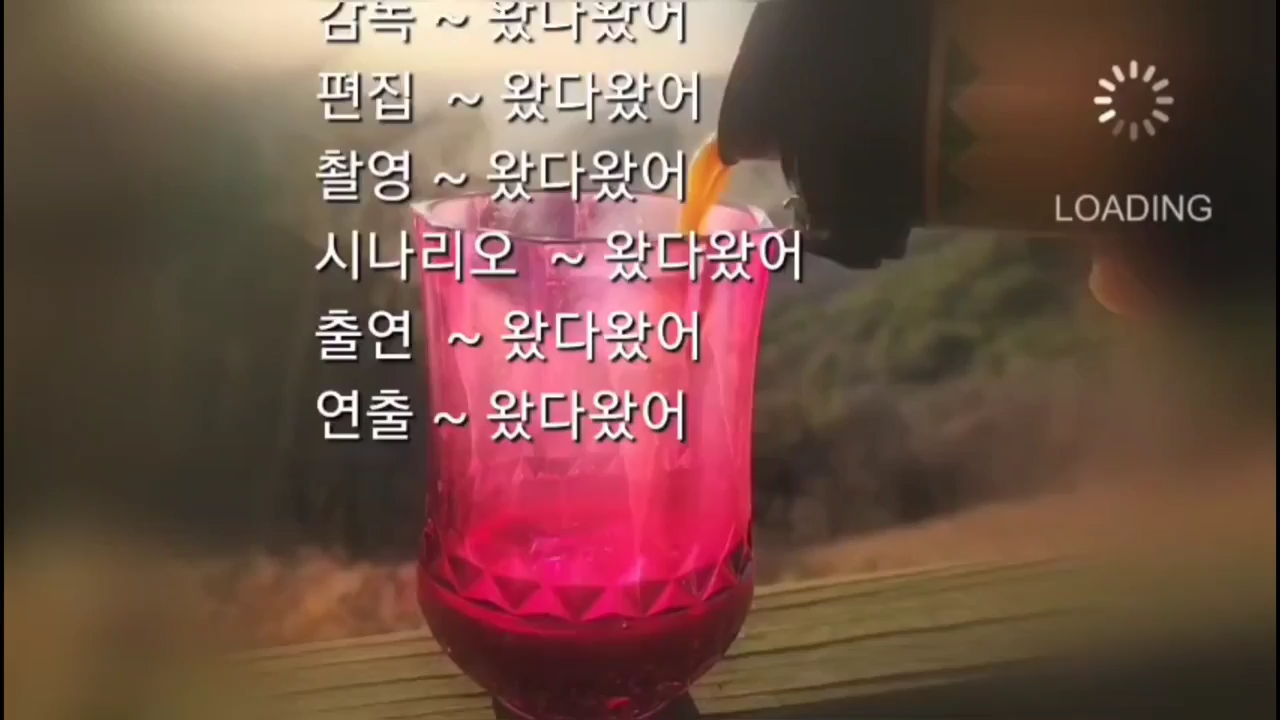 감독 ~ 왔다왔어
편집 ~ 왔다왔어
촬영 ~ 왔다왔어
LOADING
시나리오 ~ 왔다왔어
출연 ~ 왔다왔어
연출 ~ 왔다왔어